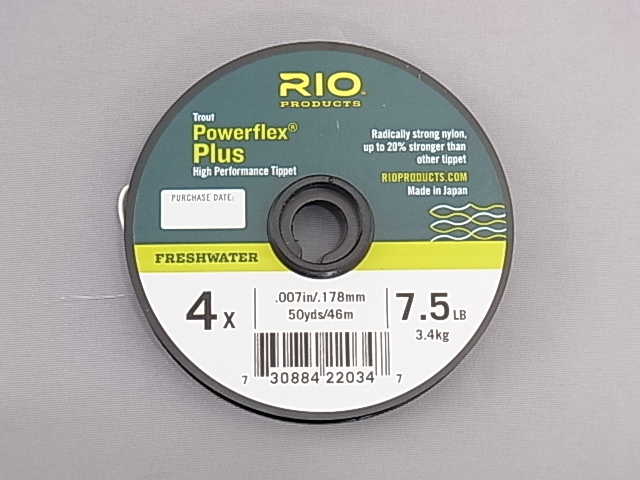 RIO
PRODUCTS
Trout
Powerflex®
Plus
High Performance Tippet
Radically strong nylon,
up to 20% stronger than
other tippet
RIOPRODUCTS.COM
Made in Japan
PURCHASE DATE:
FRESHWATER
4X
.007in/.178mm
50yds/46m
7.5LB
3.4kg
7 30884 22034 7